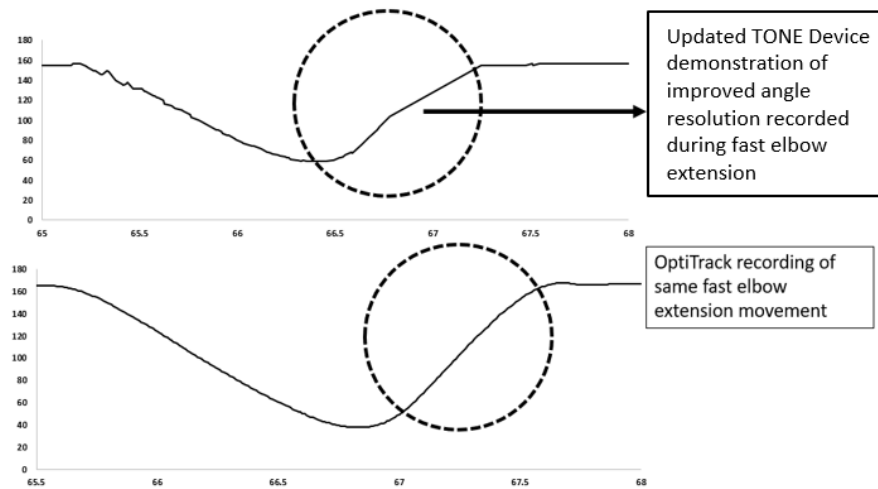 180
160
140
120
100
80
60
40
20
0
65 65.5 66 66.5 67 67.5 68
Updated TONE Device
demonstration of
improved angle
resolution recorded
during fast elbow
extension
180
160
140
120
100
80
60
40
20
0
65.5 66 66.5 67 67.5 68
OptiTrack recording of
same fast elbow
extension movement